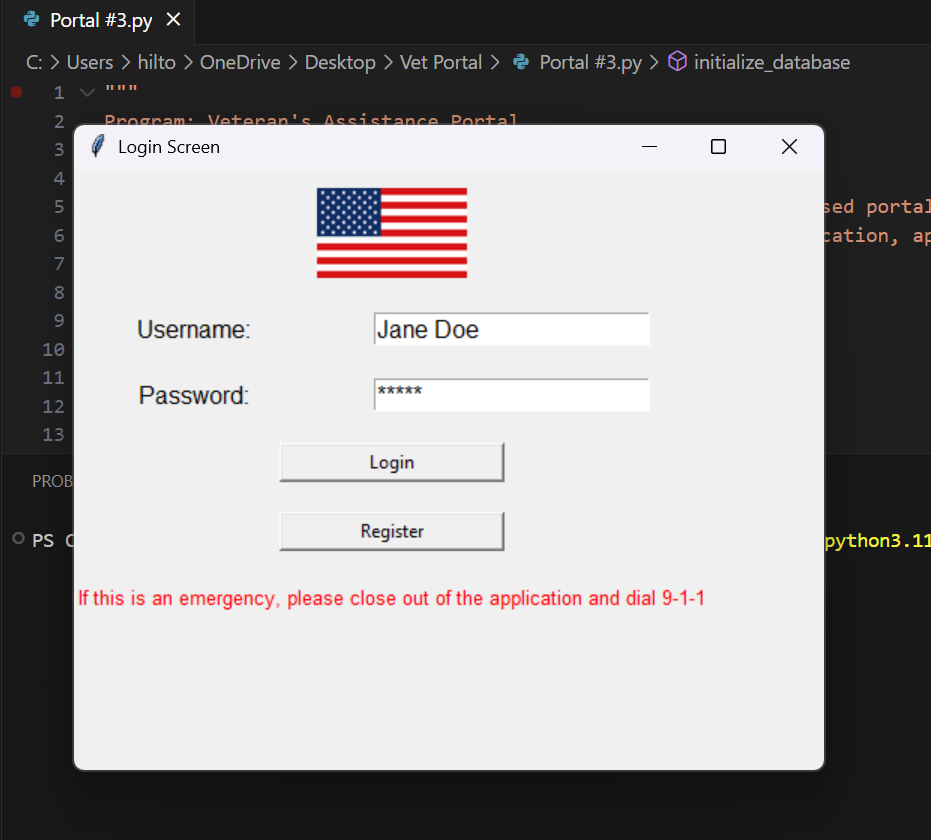 Portal #3.py
C: > Users > hilto > OneDrive > Desktop > Vet Portal > Portal #3.py > initialize_database
1 """
2 Program: Veteran's Assistance Portal
3
4
5
6
7
8
9
10
11
12
13
sed portal
cation, ap
Login Screen
Username: Jane Doe
Password: *****
Login
Register
If this is an emergency, please close out of the application and dial 9-1-1
PROB
PS C
python3.11